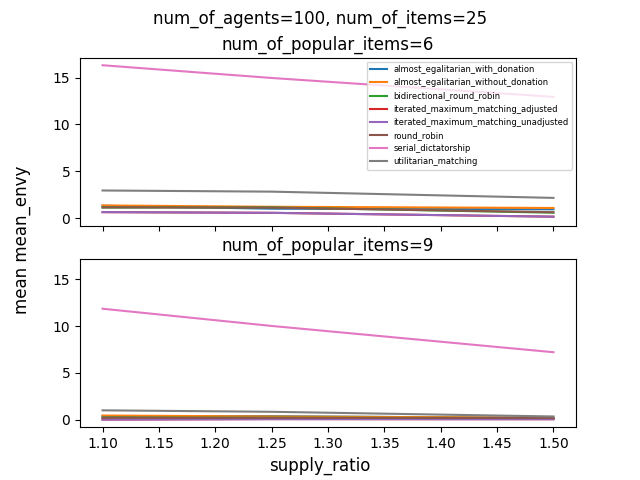 num_of_agents=100, num_of_items=25
num_of_popular_items=6
almost_egalitarian_with_donation
almost_egalitarian_without_donation
bidirectional_round_robin
iterated_maximum_matching_adjusted
iterated_maximum_matching_unadjusted
round_robin
serial_dictatorship
utilitarian_matching
15
10
5
0
mean mean_envy
num_of_popular_items=9
15
10
5
0
1.10 1.15 1.20 1.25 1.30 1.35 1.40 1.45 1.50
supply_ratio